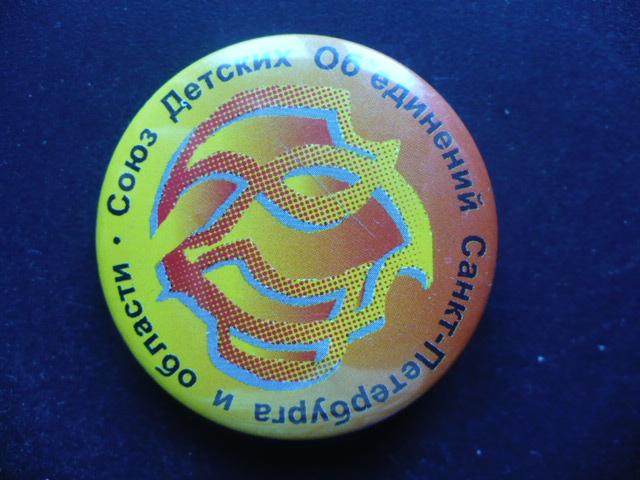 Союз Детских Об'единений Санкт-Петербурга и области •